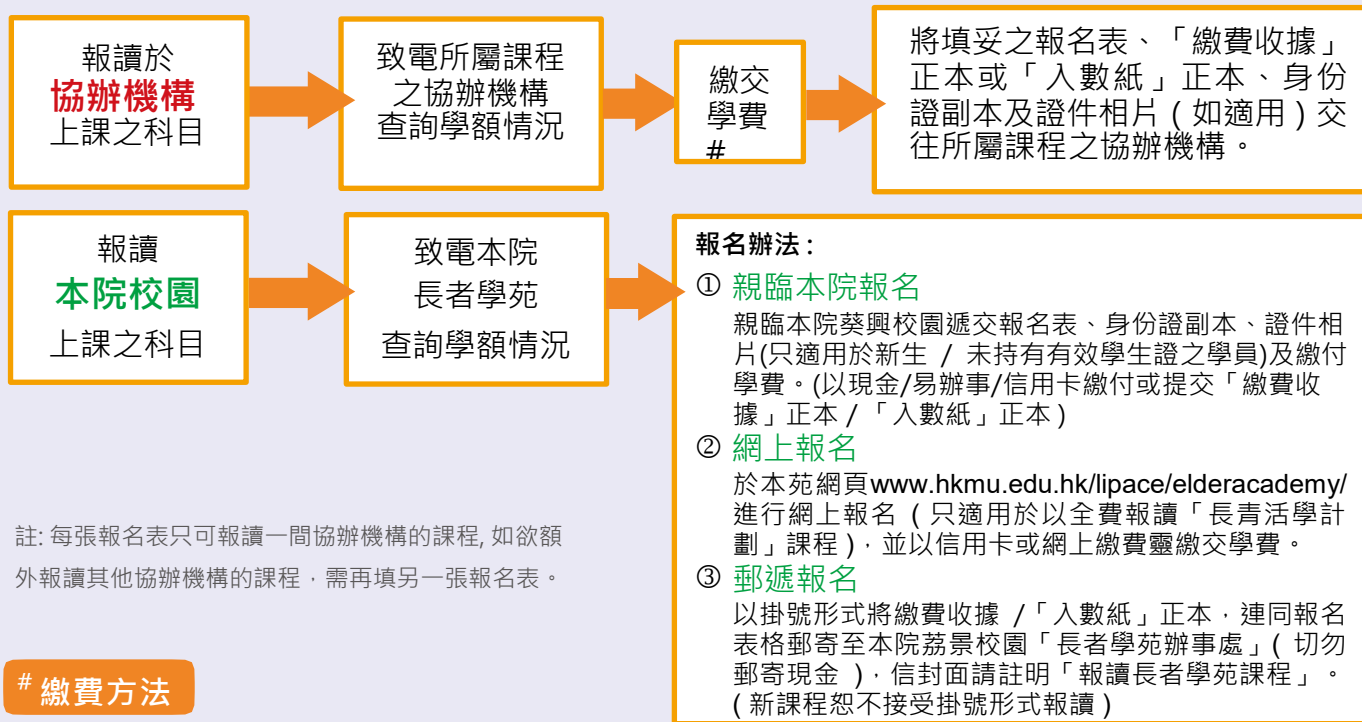 報讀於
協辦機構
上課之科目
致電所屬課程
之協辦機構
查詢學額情況
繳交
學費
#
將填妥之報名表、「繳費收據」
正本或「入數紙」正本、身份
證副本及證件相片(如適用)交
往所屬課程之協辦機構。
報讀
本院校園
上課之科目
致電本院
長者學苑
查詢學額情況
報名辦法:
① 親臨本院報名
親臨本院葵興校園遞交報名表、身份證副本、證件相
片(只適用於新生 / 未持有有效學生證之學員)及繳付
學費。(以現金/易辦事/信用卡繳付或提交「繳費收
據」正本 / 「入數紙」正本)
② 網上報名
於本苑網頁www.hkmu.edu.hk/lipace/elderacademy/
進行網上報名(只適用於以全費報讀「長青活學計
劃」課程),並以信用卡或網上繳費靈繳交學費。
③ 郵遞報名
以掛號形式將繳費收據 /「入數紙」正本,連同報名
表格郵寄至本院荔景校園「長者學苑辦事處」(切勿
郵寄現金 ),信封面請註明「報讀長者學苑課程」。
(新課程恕不接受掛號形式報讀)
註: 每張報名表只可報讀一間協辦機構的課程, 如欲額
外報讀其他協辦機構的課程,需再填另一張報名表。
# 繳費方法